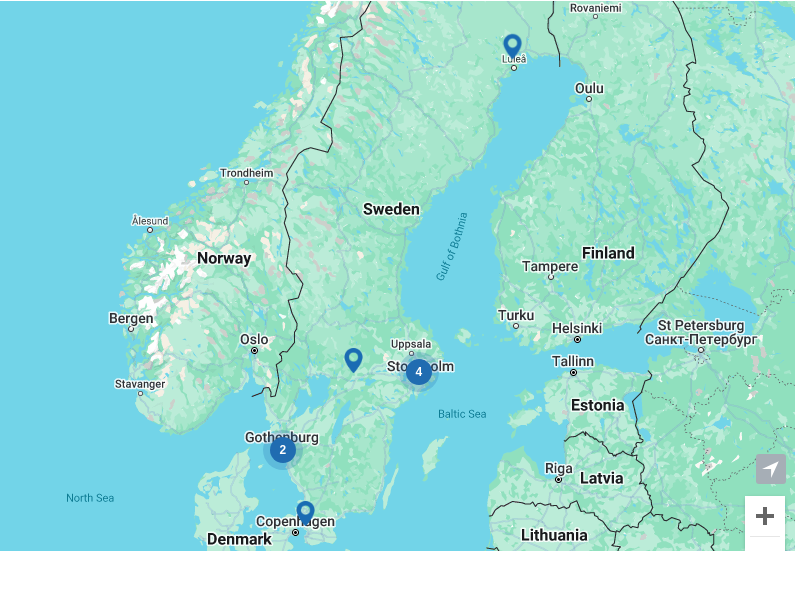 Rovaniemi
Luleå
Oulu
Trondheim
Sweden
Ålesund
Gulf of Bothnia
Norway
Finland
Tampere
Bergen
Turku
Helsinki
St Petersburg
Санкт-Петербург
Oslo
Uppsala
Tallinn
Stockholm
4
Stavanger
Estonia
Baltic Sea
Gothenburg
2
Riga
Latvia
North Sea
Copenhagen
Denmark
Lithuania